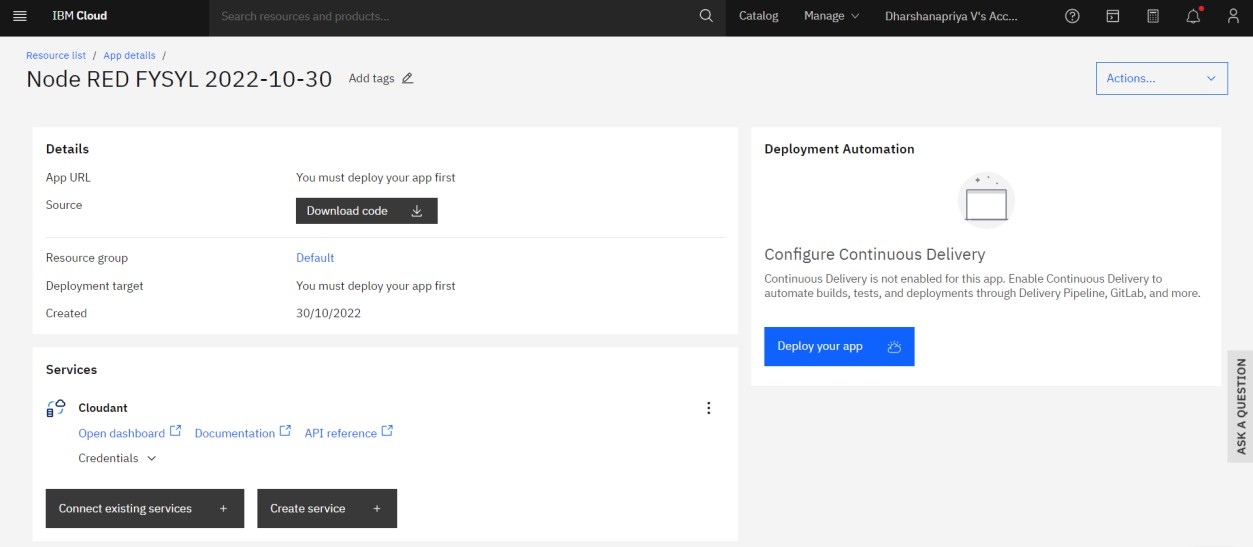 IBM Cloud
Search resources and products...
Catalog
Manage
Dharshanapriya V's Acc...
Resource list / App details /
Node RED FYSYL 2022-10-30
Add tags
Actions...
Details
App URL
You must deploy your app first
Source
Download code
Resource group
Default
Deployment target
You must deploy your app first
Created
30/10/2022
Deployment Automation
Configure Continuous Delivery
Continuous Delivery is not enabled for this app. Enable Continuous Delivery to
automate builds, tests, and deployments through Delivery Pipeline, GitLab, and more.
Deploy your app
Services
Cloudant
Open dashboard
Documentation
API reference
Credentials
Connect existing services +
Create service +
ASK A QUESTION